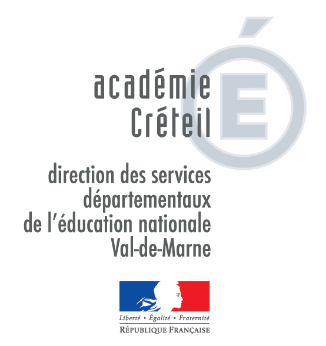 académie
Créteil
É
direction des services
départementaux
de l'éducation nationale
Val-de-Marne
Liberté • Égalité • Fraternité
RÉPUBLIQUE FRANÇAISE